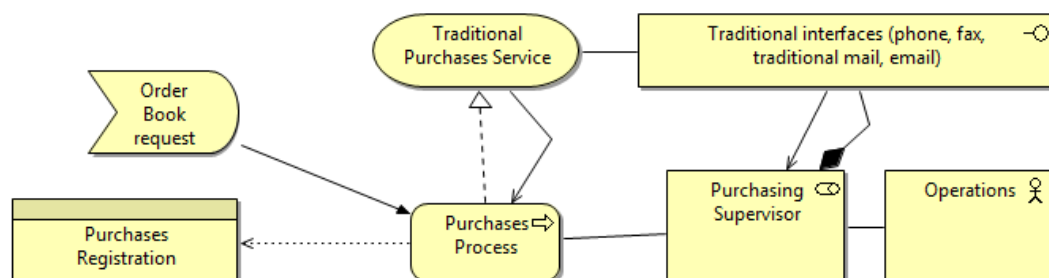 Traditional
Purchases Service
Traditional interfaces (phone, fax,
traditional mail, email)
Order
Book
request
Purchases
Registration
Purchases
Process
Purchasing
Supervisor
Operations